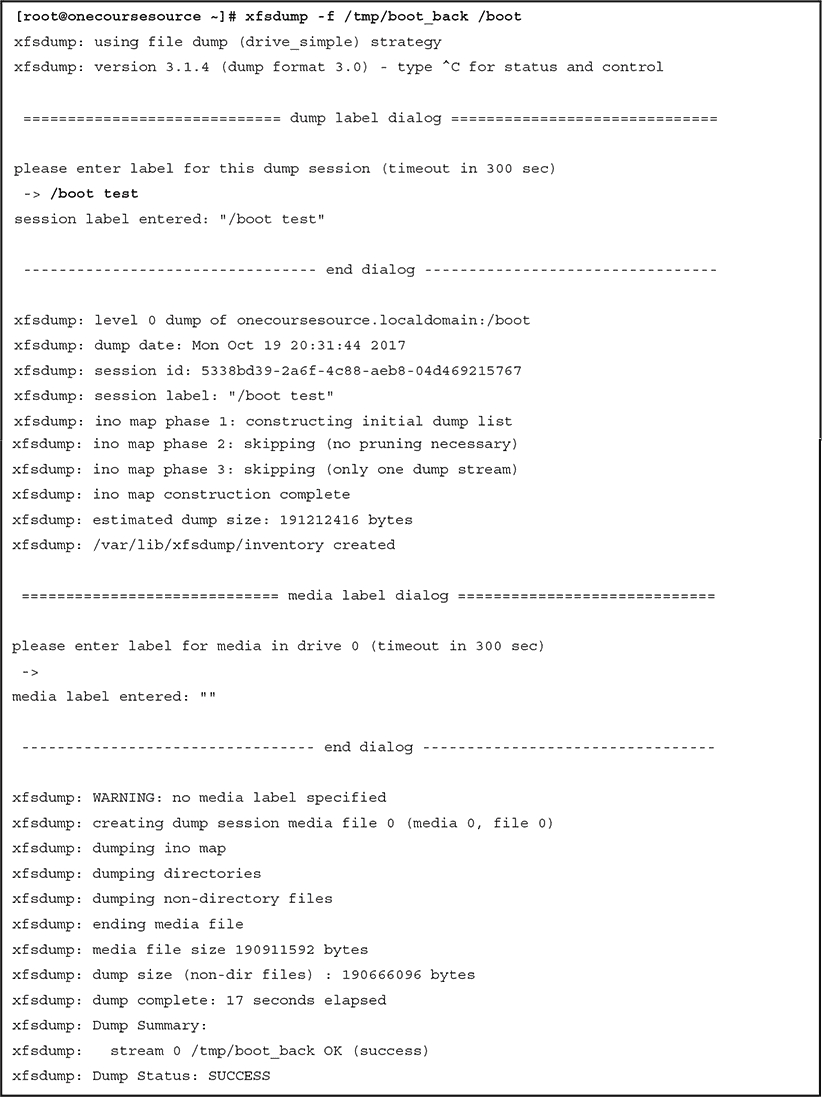 [root@onecoursesource ~]# xfsdump -f /tmp/boot_back /boot
xfsdump: using file dump (drive_simple) strategy
xfsdump: version 3.1.4 (dump format 3.0) - type ^C for status and control
============================= dump label dialog ==============================
please enter label for this dump session (timeout in 300 sec)
-> /boot test
session label entered: "/boot test"
--------------------------------- end dialog ---------------------------------
xfsdump: level 0 dump of onecoursesource.localdomain:/boot
xfsdump: dump date: Mon Oct 19 20:31:44 2017
xfsdump: session id: 5338bd39-2a6f-4c88-aeb8-04d469215767
xfsdump: session label: "/boot test"
xfsdump: ino map phase 1: constructing initial dump list
xfsdump: ino map phase 2: skipping (no pruning necessary)
xfsdump: ino map phase 3: skipping (only one dump stream)
xfsdump: ino map construction complete
xfsdump: estimated dump size: 191212416 bytes
xfsdump: /var/lib/xfsdump/inventory created
============================= media label dialog =============================
please enter label for media in drive 0 (timeout in 300 sec)
->
media label entered: ""
--------------------------------- end dialog ---------------------------------
xfsdump: WARNING: no media label specified
xfsdump: creating dump session media file 0 (media 0, file 0)
xfsdump: dumping ino map
xfsdump: dumping directories
xfsdump: dumping non-directory files
xfsdump: ending media file
xfsdump: media file size 190911592 bytes
xfsdump: dump size (non-dir files) : 190666096 bytes
xfsdump: dump complete: 17 seconds elapsed
xfsdump: Dump Summary:
xfsdump:   stream 0 /tmp/boot_back OK (success)
xfsdump: Dump Status: SUCCESS